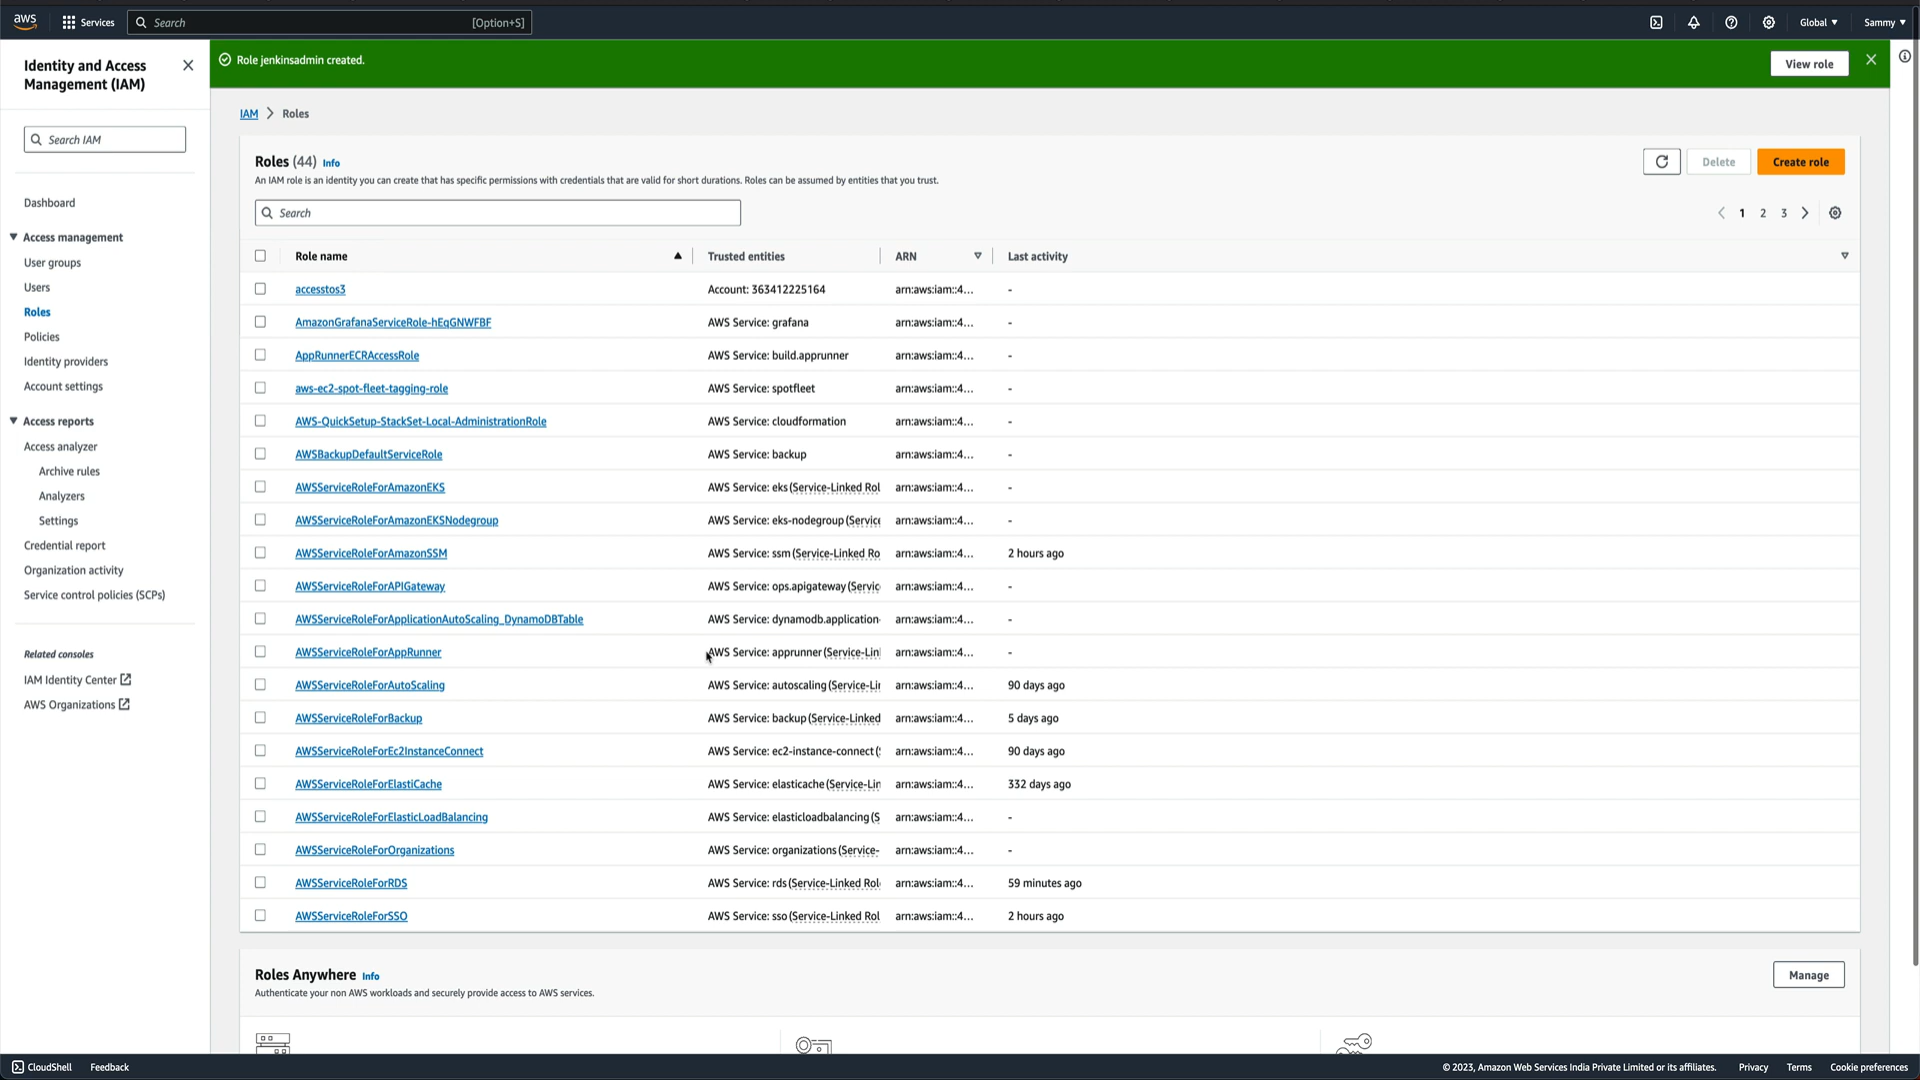 aws
Services
Search
[Option+S]
Global ▼
Sammy ▼
Identity and Access Management (IAM)
Search IAM
Dashboard
Access management
User groups
Users
Roles
Policies
Identity providers
Account settings
Access reports
Access analyzer
Archive rules
Analyzers
Settings
Credential report
Organization activity
Service control policies (SCPs)
Related consoles
IAM Identity Center
AWS Organizations
Role jenkinsadmin created.
View role
IAM > Roles
Roles (44) Info
An IAM role is an identity you can create that has specific permissions with credentials that are valid for short durations. Roles can be assumed by entities that you trust.
Delete
Create role
Search
1 2 3
Role name Trusted entities ARN Last activity
accesstos3 Account: 363412225164 arn:aws:iam::4... -
AmazonGrafanaServiceRole-hEqGNWFBF AWS Service: grafana arn:aws:iam::4... -
AppRunnerECRAccessRole AWS Service: build.apprunner arn:aws:iam::4... -
aws-ec2-spot-fleet-tagging-role AWS Service: spotfleet arn:aws:iam::4... -
AWS-QuickSetup-StackSet-Local-AdministrationRole AWS Service: cloudformation arn:aws:iam::4... -
AWSBackupDefaultServiceRole AWS Service: backup arn:aws:iam::4... -
AWSServiceRoleForAmazonEKS AWS Service: eks (Service-Linked Rol arn:aws:iam::4... -
AWSServiceRoleForAmazonEKSNodegroup AWS Service: eks-nodegroup (Service arn:aws:iam::4... -
AWSServiceRoleForAmazonSSM AWS Service: ssm (Service-Linked Ro arn:aws:iam::4... 2 hours ago
AWSServiceRoleForAPIGateway AWS Service: ops.apigateway (Servic arn:aws:iam::4... -
AWSServiceRoleForApplicationAutoScaling_DynamoDBTable AWS Service: dynamodb.application- arn:aws:iam::4... -
AWSServiceRoleForAppRunner AWS Service: apprunner (Service-Lin arn:aws:iam::4... -
AWSServiceRoleForAutoScaling AWS Service: autoscaling (Service-Li arn:aws:iam::4... 90 days ago
AWSServiceRoleForBackup AWS Service: backup (Service-Linked arn:aws:iam::4... 5 days ago
AWSServiceRoleForEc2InstanceConnect AWS Service: ec2-instance-connect ( arn:aws:iam::4... 90 days ago
AWSServiceRoleForElastiCache AWS Service: elasticache (Service-Lin arn:aws:iam::4... 332 days ago
AWSServiceRoleForElasticLoadBalancing AWS Service: elasticloadbalancing (S arn:aws:iam::4... -
AWSServiceRoleForOrganizations AWS Service: organizations (Service- arn:aws:iam::4... -
AWSServiceRoleForRDS AWS Service: rds (Service-Linked Rol arn:aws:iam::4... 59 minutes ago
AWSServiceRoleForSSO AWS Service: sso (Service-Linked Rol arn:aws:iam::4... 2 hours ago
Roles Anywhere Info
Authenticate your non AWS workloads and securely provide access to AWS services.
Manage
CloudShell
Feedback
© 2023, Amazon Web Services India Private Limited or its affiliates.
Privacy
Terms
Cookie preferences